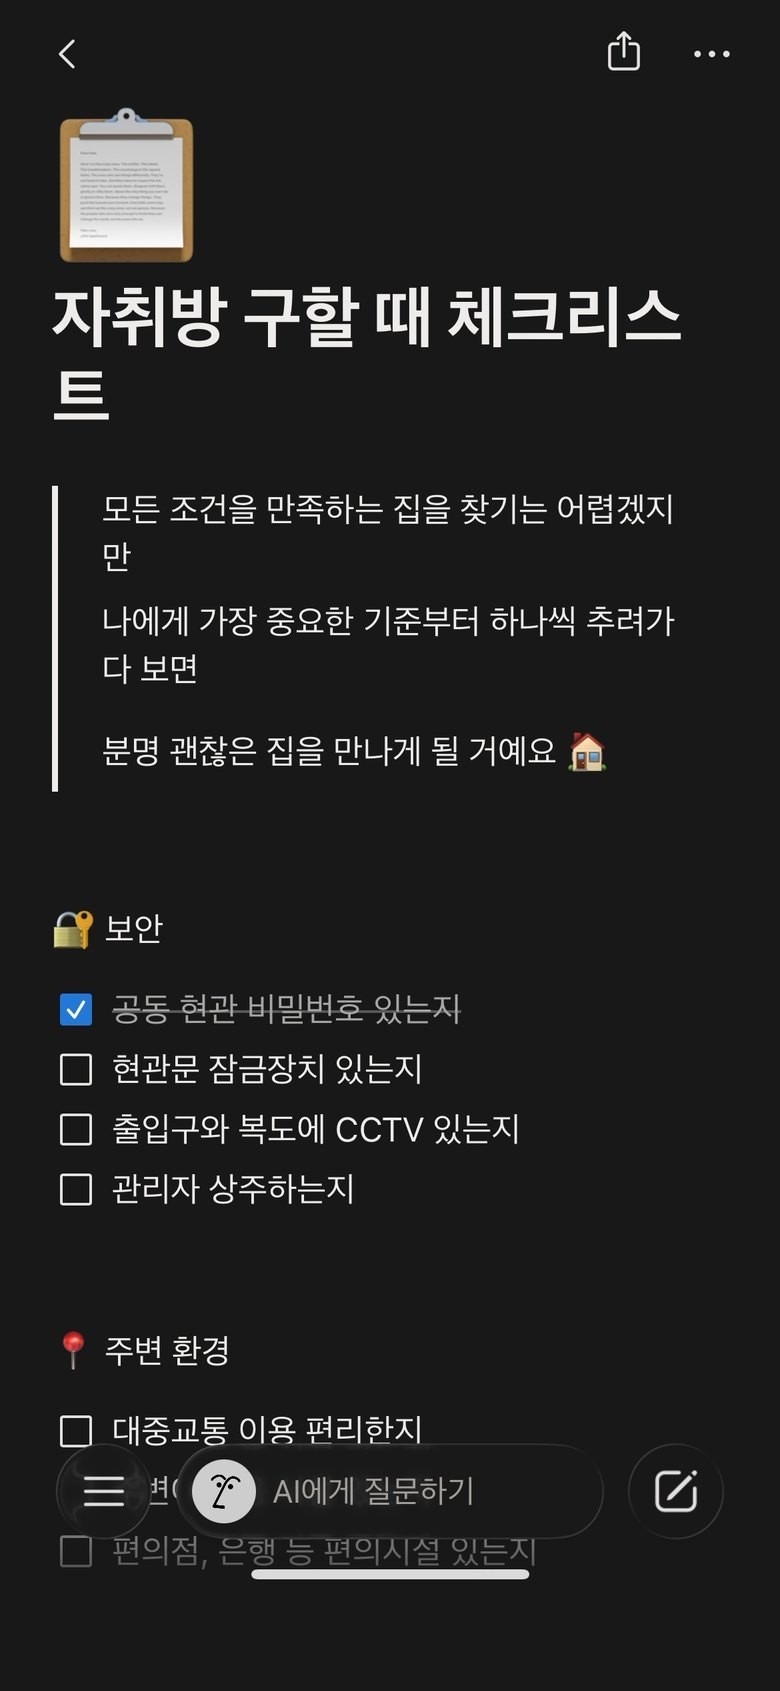 자취방 구할 때 체크리스
트
모든 조건을 만족하는 집을 찾기는 어렵겠지
만
나에게 가장 중요한 기준부터 하나씩 추려가
다 보면
분명 괜찮은 집을 만나게 될 거예요 🏠
🔐 보안
공동 현관 비밀번호 있는지
현관문 잠금장치 있는지
출입구와 복도에 CCTV 있는지
관리자 상주하는지
📍 주변 환경
대중교통 이용 편리한지
AI에게 질문하기
편의점, 은행 등 편의시설 있는지